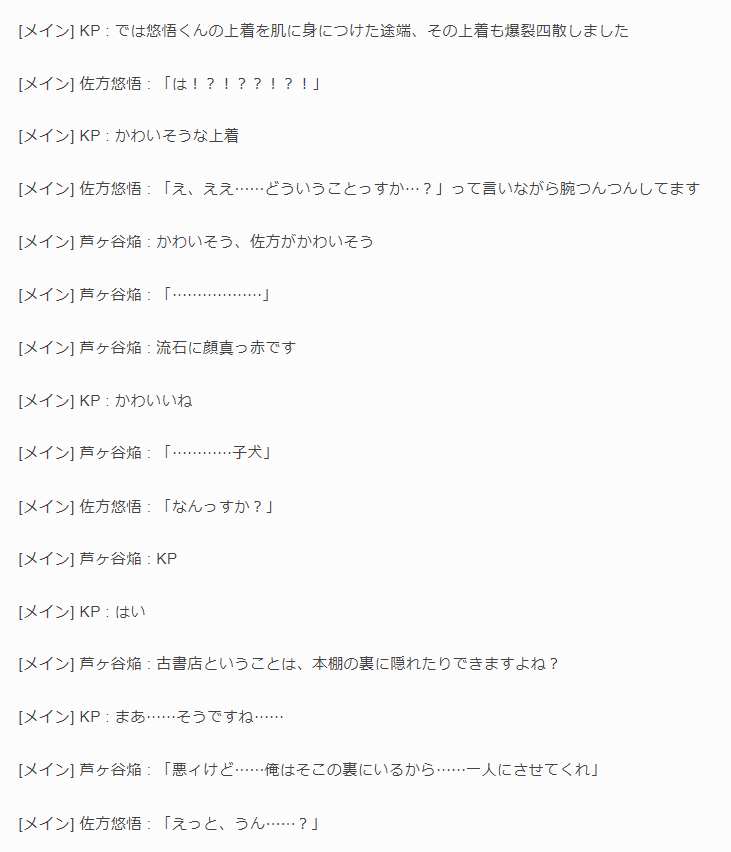 [メイン] KP : では悠悟くんの上着を肌に身につけた途端、その上着も爆裂四散しました
[メイン] 佐方悠悟 : 「は！？！？？！？！」
[メイン] KP : かわいそうな上着
[メイン] 佐方悠悟 : 「え、ええ……どういうことっすか…？」って言いながら腕つんつんしてます
[メイン] 芦ヶ谷焔 : かわいそう、佐方がかわいそう
[メイン] 芦ヶ谷焔 : 「………………」
[メイン] 芦ヶ谷焔 : 流石に顔真っ赤です
[メイン] KP : かわいいね
[メイン] 芦ヶ谷焔 : 「…………子犬」
[メイン] 佐方悠悟 : 「なんっすか？」
[メイン] 芦ヶ谷焔 : KP
[メイン] KP : はい
[メイン] 芦ヶ谷焔 : 古書店ということは、本棚の裏に隠れたりできますよね？
[メイン] KP : まあ……そうですね……
[メイン] 芦ヶ谷焔 : 「悪ィけど……俺はそこの裏にいるから……一人にさせてくれ」
[メイン] 佐方悠悟 : 「えっと、うん……？」